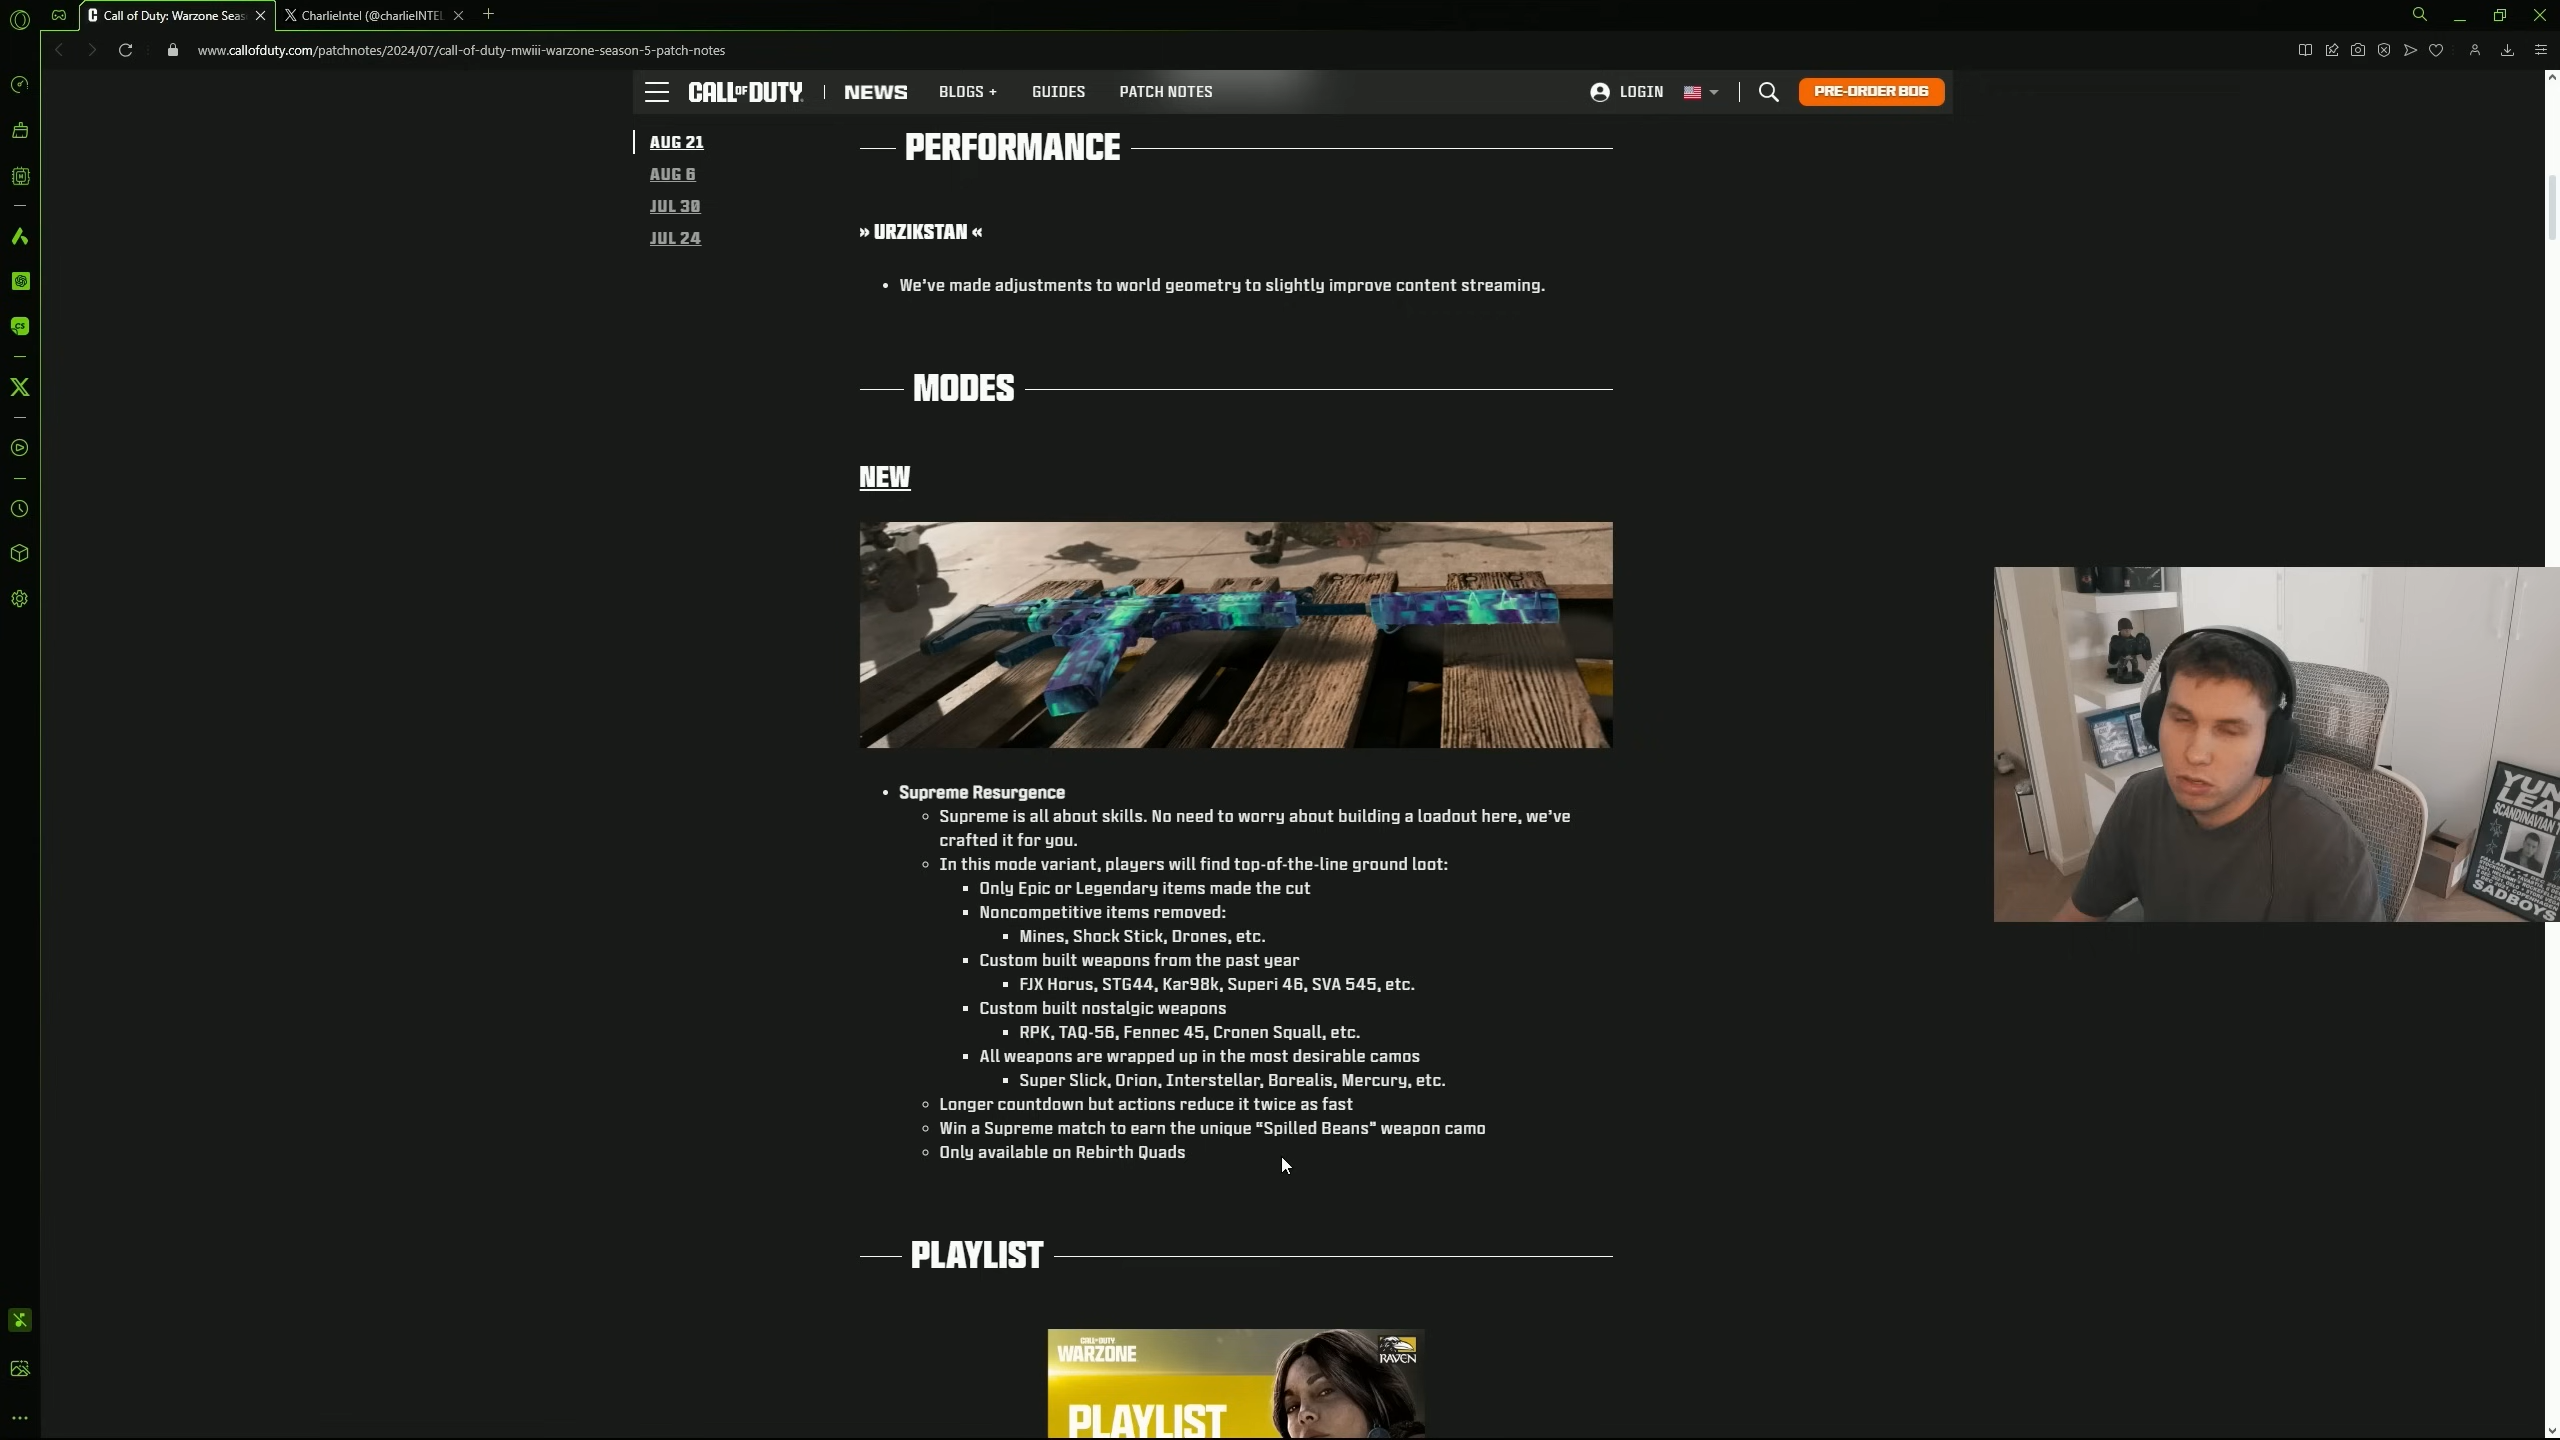 Call of Duty: Warzone Seas
CharlieIntel (@charlieINTEL
www.callofduty.com/patchnotes/2024/07/call-of-duty-mwiii-warzone-season-5-patch-notes
CALL OF DUTY
NEWS
BLOGS +
GUIDES
PATCH NOTES
LOGIN
PRE-ORDER BO6
AUG 21
AUG 6
JUL 30
JUL 24
PERFORMANCE
» URZIKSTAN «
• We've made adjustments to world geometry to slightly improve content streaming.
MODES
NEW
• Supreme Resurgence
◦ Supreme is all about skills. No need to worry about building a loadout here, we've
crafted it for you.
◦ In this mode variant, players will find top-of-the-line ground loot:
▪ Only Epic or Legendary items made the cut
▪ Noncompetitive items removed:
▪ Mines, Shock Stick, Drones, etc.
▪ Custom built weapons from the past year
▪ FJX Horus, STG44, Kar98k, Superi 46, SVA 545, etc.
▪ Custom built nostalgic weapons
▪ RPK, TAQ-56, Fennec 45, Cronen Squall, etc.
▪ All weapons are wrapped up in the most desirable camos
▪ Super Slick, Orion, Interstellar, Borealis, Mercury, etc.
◦ Longer countdown but actions reduce it twice as fast
◦ Win a Supreme match to earn the unique "Spilled Beans" weapon camo
◦ Only available on Rebirth Quads
PLAYLIST
CALL OF DUTY
WARZONE
RAVEN
PLAYLIST
YUN
LEA
SCANDINAVIAN T
SADBOYS